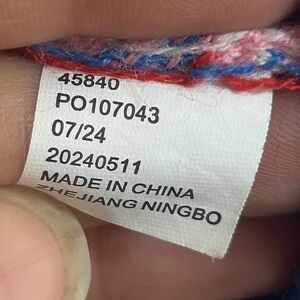 45840
PO107043
07/24
20240511
MADE IN CHINA
ZHEJIANG NINGBO